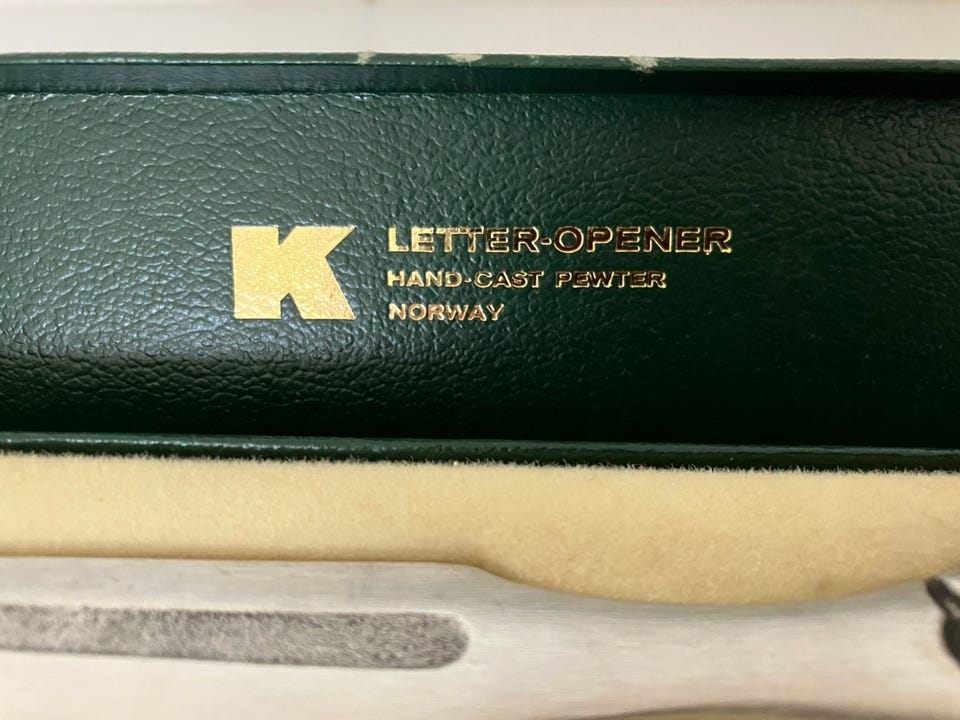 K
LETTER-OPENER
HAND-CAST PEWTER
NORWAY